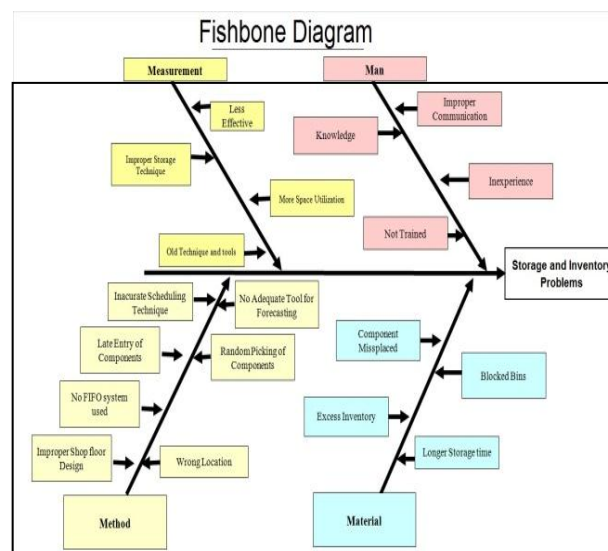 Fishbone Diagram
Measurement
Man
Less
Effective
Improper
Communication
Knowledge
Improper Storage
Technique
Inexperience
More Space Utilization
Not Trained
Old Technique and tools
Storage and Inventory
Problems
Inacurate Scheduling
Technique
No Adequate Tool for
Forecasting
Late Entry of
Components
Random Picking of
Components
Component
Missplaced
Blocked Bins
No FIFO system
used
Excess Inventory
Improper Shop floor
Design
Wrong Location
Longer Storage time
Method
Material